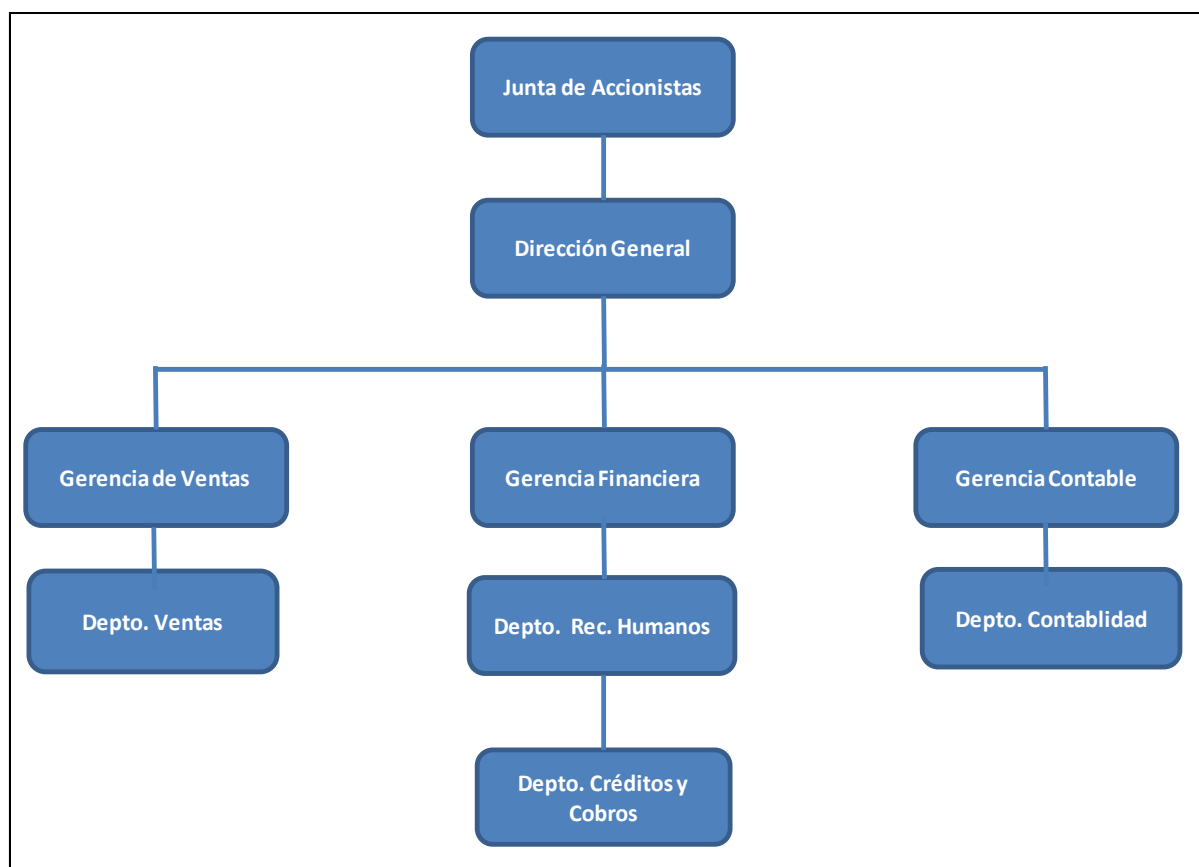 Junta de Accionistas
Dirección General
Gerencia de Ventas
Gerencia Financiera
Gerencia Contable
Depto. Ventas
Depto. Rec. Humanos
Depto. Contablidad
Depto. Créditos y
Cobros